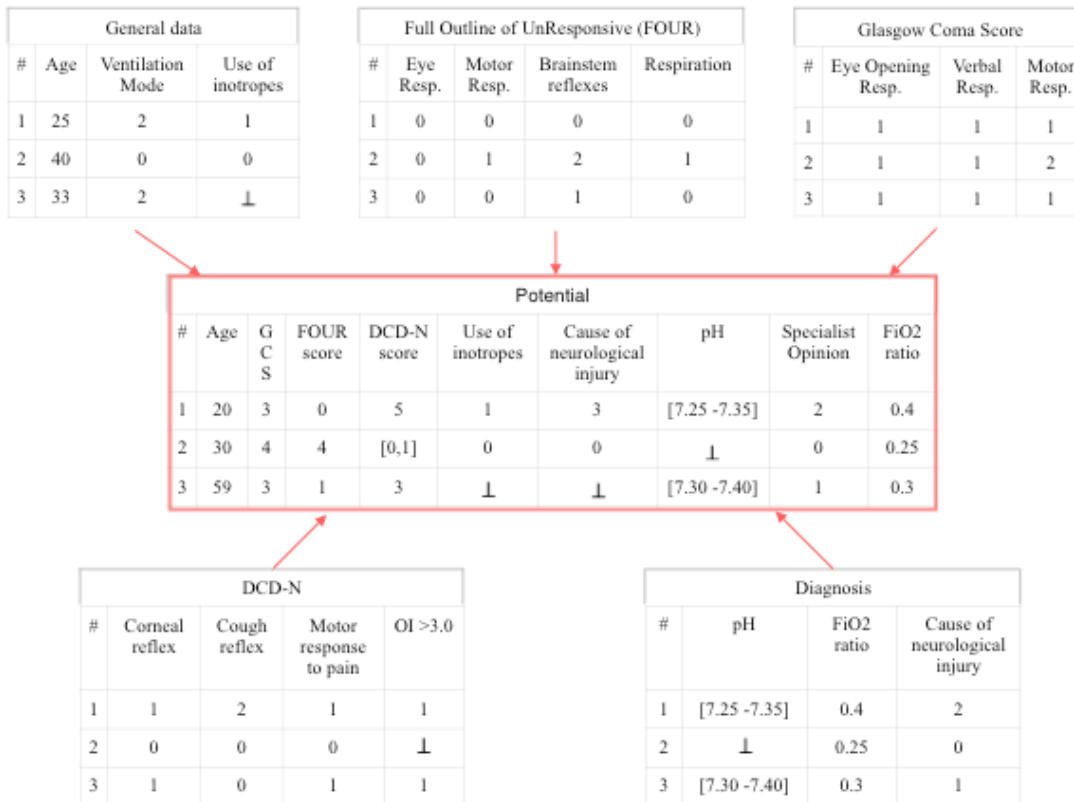 General data
# Age Ventilation Mode Use of inotropes
1 25 2 1
2 40 0 0
3 33 2 ⊥
Full Outline of UnResponsive (FOUR)
# Eye Resp. Motor Resp. Brainstem reflexes Respiration
1 0 0 0 0
2 0 1 2 1
3 0 0 1 0
Glasgow Coma Score
# Eye Opening Resp. Verbal Resp. Motor Resp.
1 1 1 1
2 1 1 2
3 1 1 1
Potential
# Age GCS FOUR score DCD-N score Use of inotropes Cause of neurological injury pH Specialist Opinion FiO2 ratio
1 20 3 0 5 1 3 [7.25 -7.35] 2 0.4
2 30 4 4 [0,1] 0 0 ⊥ 0 0.25
3 59 3 1 3 ⊥ ⊥ [7.30 -7.40] 1 0.3
DCD-N
# Corneal reflex Cough reflex Motor response to pain OI >3.0
1 1 2 1 1
2 0 0 0 ⊥
3 1 0 1 1
Diagnosis
# pH FiO2 ratio Cause of neurological injury
1 [7.25 -7.35] 0.4 2
2 ⊥ 0.25 0
3 [7.30 -7.40] 0.3 1